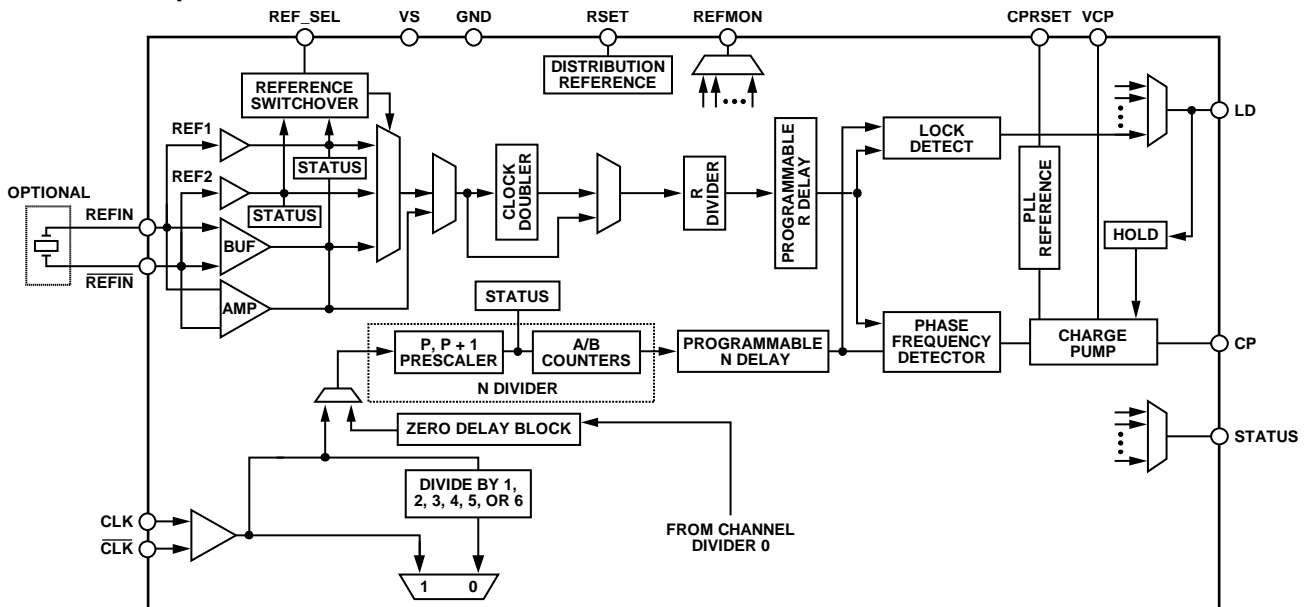 REF_SEL VS GND RSET REFMON CPRSET VCP
DISTRIBUTION
REFERENCE
REFERENCE
SWITCHOVER
REF1
STATUS
REF2
STATUS
OPTIONAL
REFIN
REFIN
BUF
AMP
CLOCK
DOUBLER
R
DIVIDER
PROGRAMMABLE
R DELAY
LOCK
DETECT
LD
PLL
REFERENCE
HOLD
STATUS
P, P + 1
PRESCALER
A/B
COUNTERS
N DIVIDER
PROGRAMMABLE
N DELAY
PHASE
FREQUENCY
DETECTOR
CHARGE
PUMP
CP
ZERO DELAY BLOCK
STATUS
DIVIDE BY 1,
2, 3, 4, 5, OR 6
CLK
CLK
FROM CHANNEL
DIVIDER 0
1 0